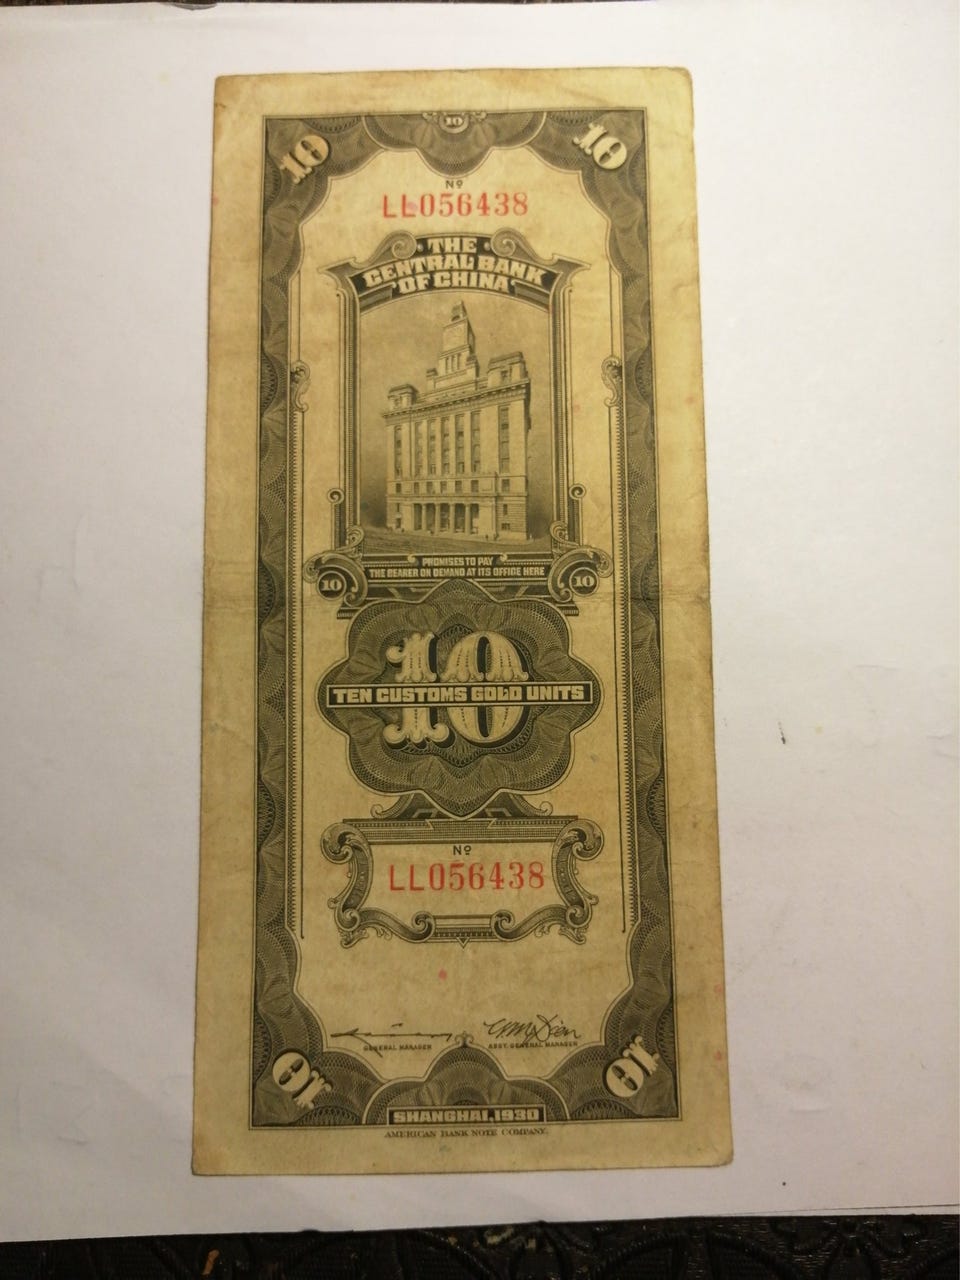 10
10
10
Nº
LL056438
THE
CENTRAL BANK
OF CHINA
PROMISES TO PAY
THE BEARER ON DEMAND AT ITS OFFICE HERE
10
10
10
TEN CUSTOMS GOLD UNITS
Nº
LL056438
GENERAL MANAGER
ASST. GENERAL MANAGER
10
10
SHANGHAI, 1930
AMERICAN BANK NOTE COMPANY.